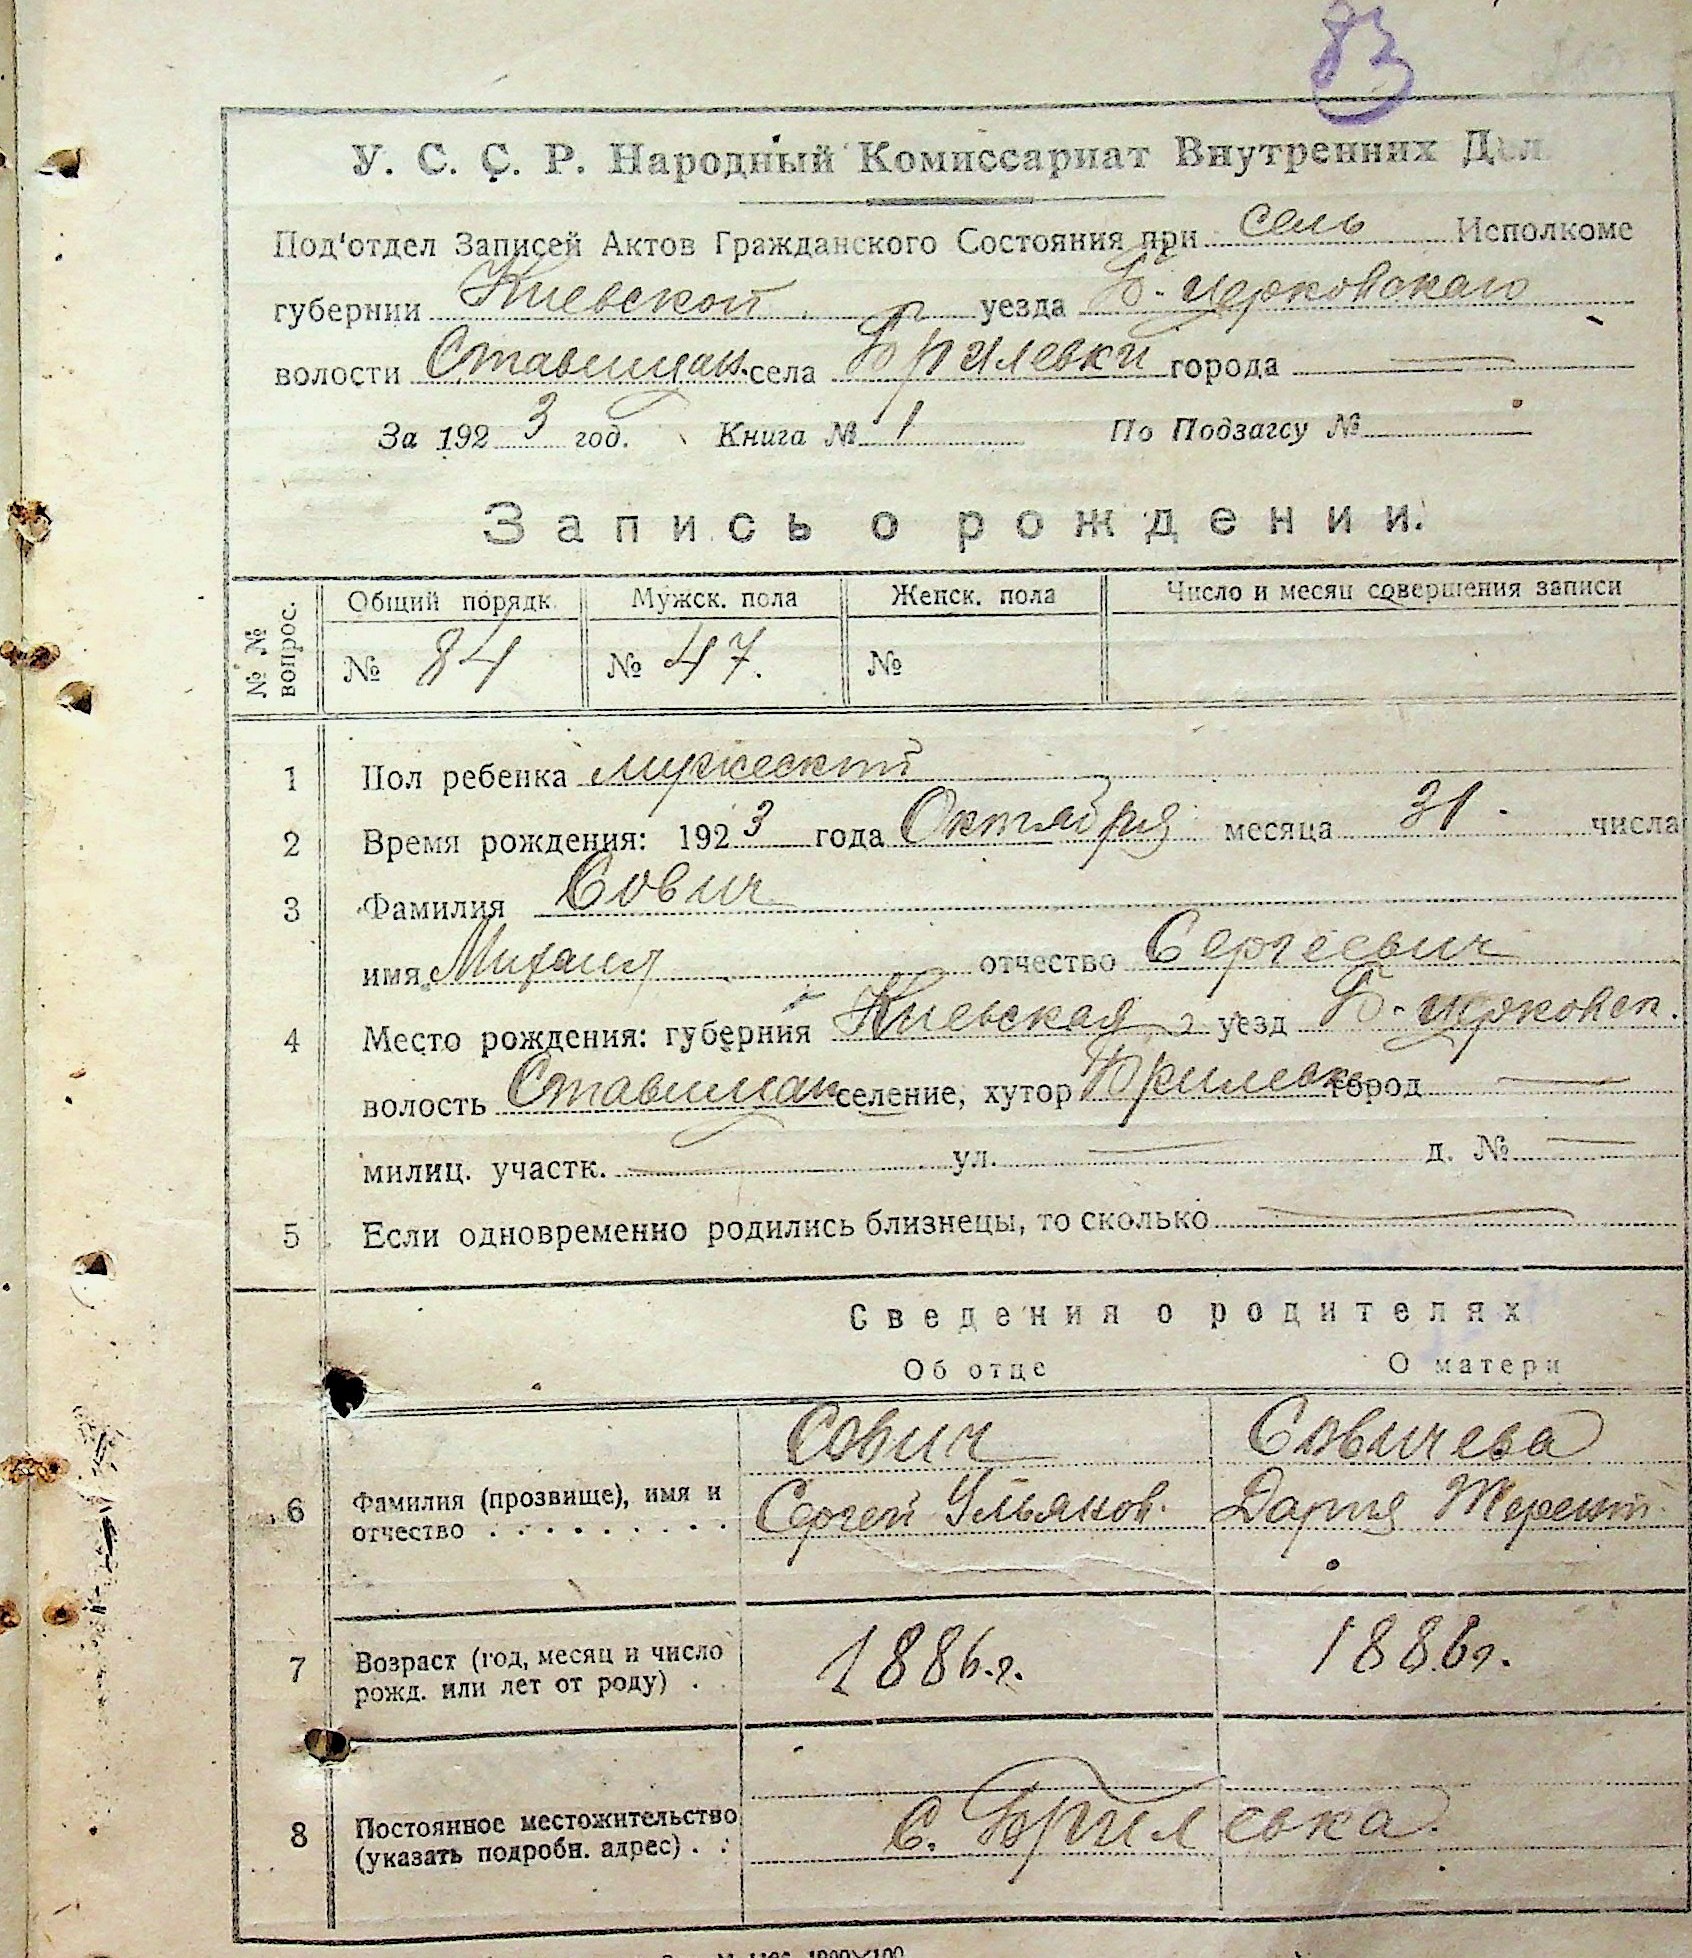 83
У. С. С. Р. Народный Комиссариат Внутренних Дел
Под'отдел Записей Актов Гражданского Состояния при сель Исполкоме
губернии Киевской уезда Б. Церковскаго
волости Ставищан. села Брилевки города —
За 1923 год. Книга № 1 По Подзагсу №
Запись о рождении.
№ № вопрос. Общий порядк. Мужск. пола Женск. пола Число и месяц совершения записи
№ 84 № 47. №
1 Пол ребенка мужеский
2 Время рождения: 1923 года Октября месяца 31. числа
3 Фамилия Сович
имя Михаил отчество Сергеевич
4 Место рождения: губерния Киевская уезд Б. Церковск.
волость Ставищан селение, хутор Брилевка город —
милиц. участк. — ул. — д. № —
5 Если одновременно родились близнецы, то сколько —
Сведения о родителях
Об отце О матери
Сович Совичева
6 Фамилия (прозвище), имя и Сергей Ульянов. Дария Терент.
отчество . . . . . . . . .
7 Возраст (год, месяц и число 1886.г. 1886г.
рожд. или лет от роду) . .
8 Постоянное местожительство с. Брилевка.
(указать подробн. адрес) . .